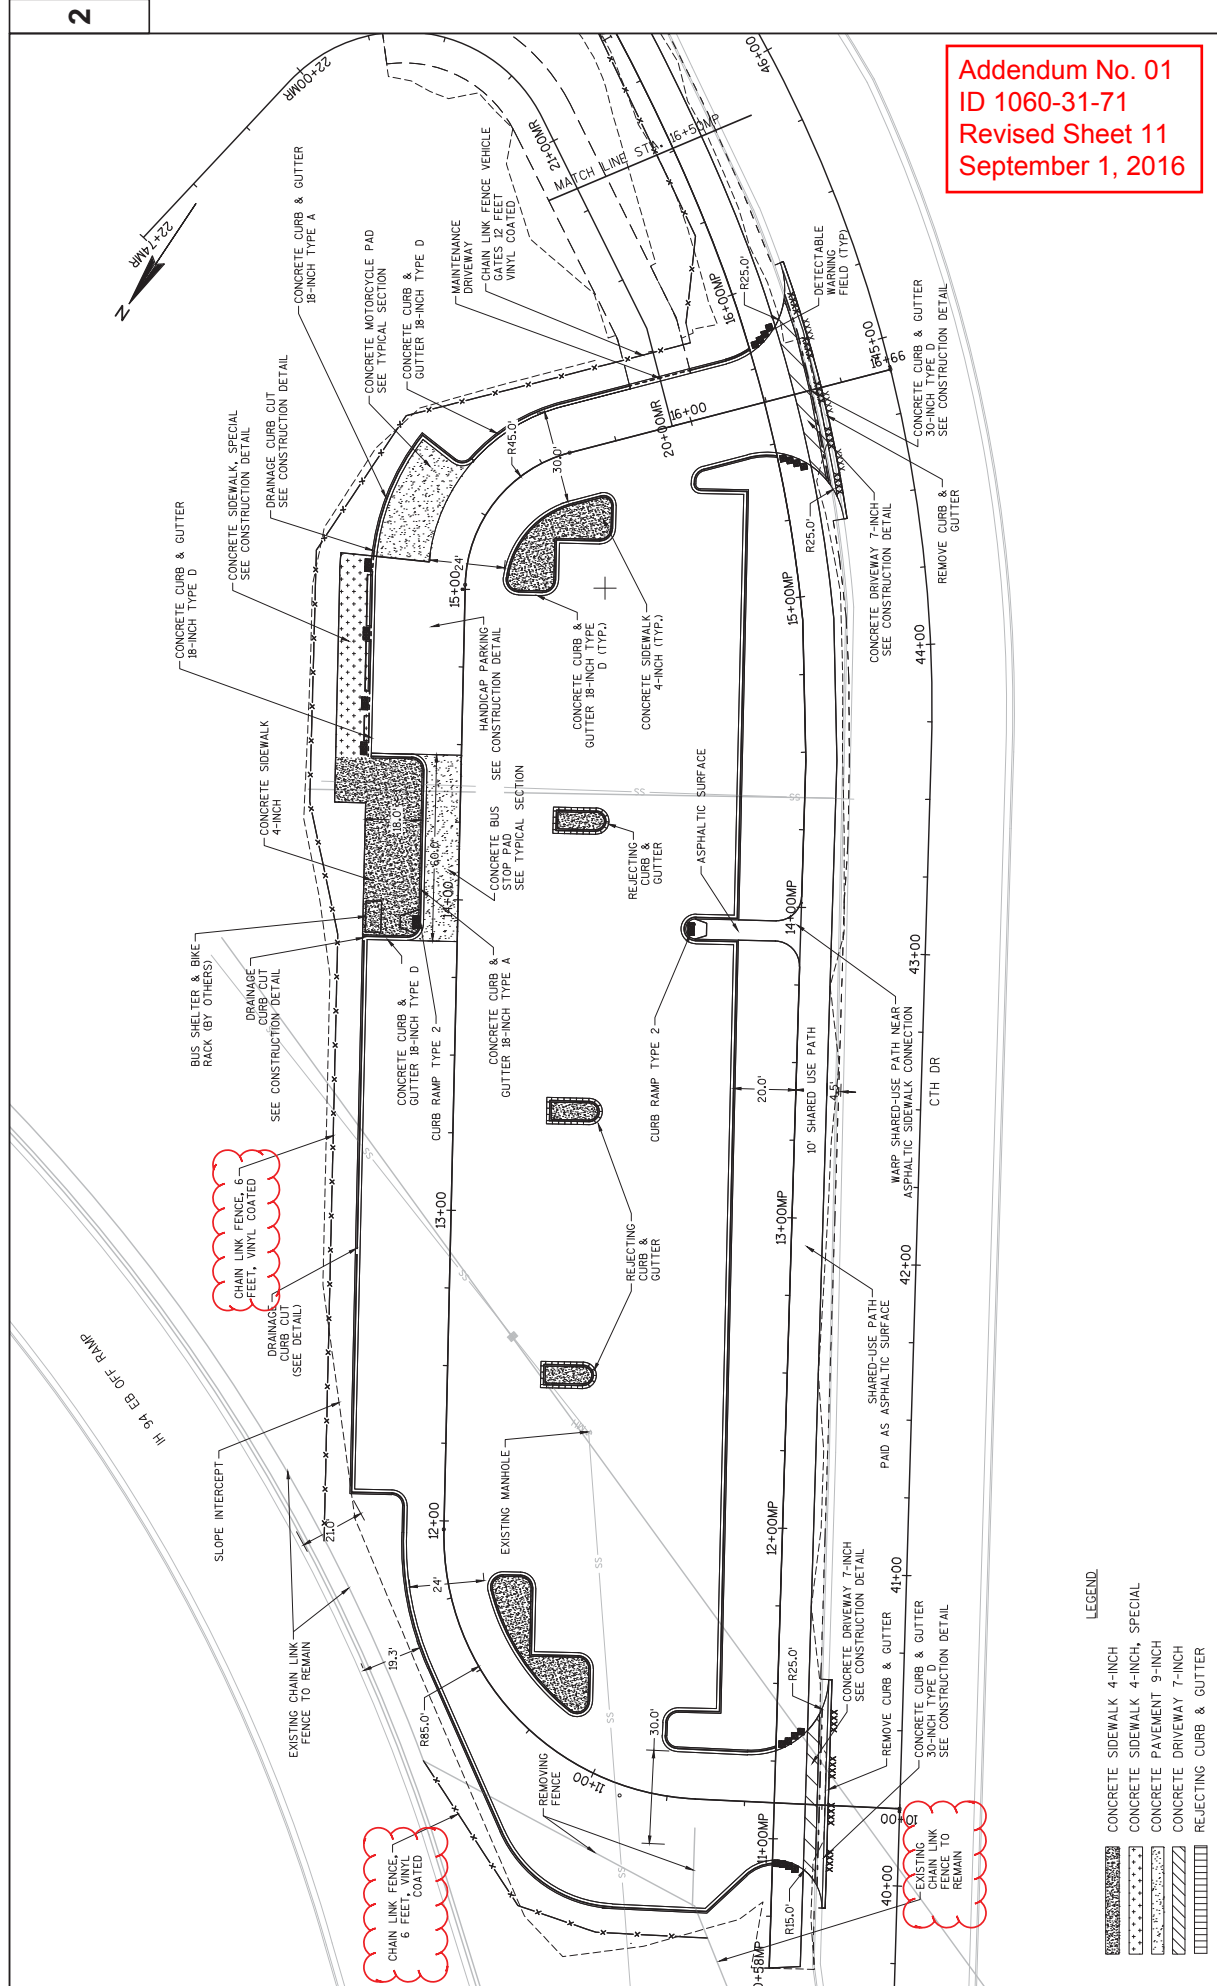 2
Addendum No. 01
ID 1060-31-71
Revised Sheet 11
September 1, 2016
N
22+74MR
22+00MR
21+00MR
MATCH LINE STA. 16+50MP
46+00
CONCRETE CURB & GUTTER
18-INCH TYPE A
CONCRETE MOTORCYCLE PAD
SEE TYPICAL SECTION
CONCRETE CURB &
GUTTER 18-INCH TYPE D
MAINTENANCE
DRIVEWAY
CHAIN LINK FENCE VEHICLE
GATES 12 FEET
VINYL COATED
DRAINAGE CURB CUT
SEE CONSTRUCTION DETAIL
CONCRETE SIDEWALK, SPECIAL
SEE CONSTRUCTION DETAIL
CONCRETE CURB & GUTTER
18-INCH TYPE D
CONCRETE SIDEWALK
4-INCH
R45.0'
30.0'
24'
20+00MR
16+00
16+00MP
R25.0'
DETECTABLE
WARNING
FIELD (TYP)
45+00
16+66
CONCRETE CURB & GUTTER
30-INCH TYPE D
SEE CONSTRUCTION DETAIL
REMOVE CURB &
GUTTER
R25.0'
CONCRETE DRIVEWAY 7-INCH
SEE CONSTRUCTION DETAIL
15+00
15+00MP
44+00
HANDICAP PARKING
SEE CONSTRUCTION DETAIL
CONCRETE CURB &
GUTTER 18-INCH TYPE
D (TYP.)
CONCRETE SIDEWALK
4-INCH (TYP.)
18.0'
60.0'
14+00
CONCRETE BUS
STOP PAD
SEE TYPICAL SECTION
SS
SS
REJECTING
CURB &
GUTTER
ASPHALTIC SURFACE
14+00MP
43+00
BUS SHELTER & BIKE
RACK (BY OTHERS)
DRAINAGE
CURB CUT
SEE CONSTRUCTION DETAIL
CONCRETE CURB &
GUTTER 18-INCH TYPE D
CURB RAMP TYPE 2
CONCRETE CURB &
GUTTER 18-INCH TYPE A
CURB RAMP TYPE 2
20.0'
10' SHARED USE PATH
4.5'
WARP SHARED-USE PATH NEAR
ASPHALTIC SIDEWALK CONNECTION
CTH DR
CHAIN LINK FENCE, 6
FEET, VINYL COATED
DRAINAGE
CURB CUT
(SEE DETAIL)
SS
SS
13+00
REJECTING
CURB &
GUTTER
13+00MP
42+00
SHARED-USE PATH
PAID AS ASPHALTIC SURFACE
IH 94 EB OFF RAMP
SLOPE INTERCEPT
21.0'
EXISTING CHAIN LINK
FENCE TO REMAIN
19.3'
24'
12+00
EXISTING MANHOLE
SS
12+00MP
41+00
R85.0'
R25.0'
CONCRETE DRIVEWAY 7-INCH
SEE CONSTRUCTION DETAIL
REMOVE CURB & GUTTER
CONCRETE CURB & GUTTER
30-INCH TYPE D
SEE CONSTRUCTION DETAIL
SS
30.0'
11+00
REMOVING
FENCE
10+00
CHAIN LINK FENCE,
6 FEET, VINYL
COATED
SS
11+00MP
R15.0'
40+00
EXISTING
CHAIN LINK
FENCE TO
REMAIN
LEGEND
CONCRETE SIDEWALK 4-INCH
CONCRETE SIDEWALK 4-INCH, SPECIAL
CONCRETE PAVEMENT 9-INCH
CONCRETE DRIVEWAY 7-INCH
REJECTING CURB & GUTTER